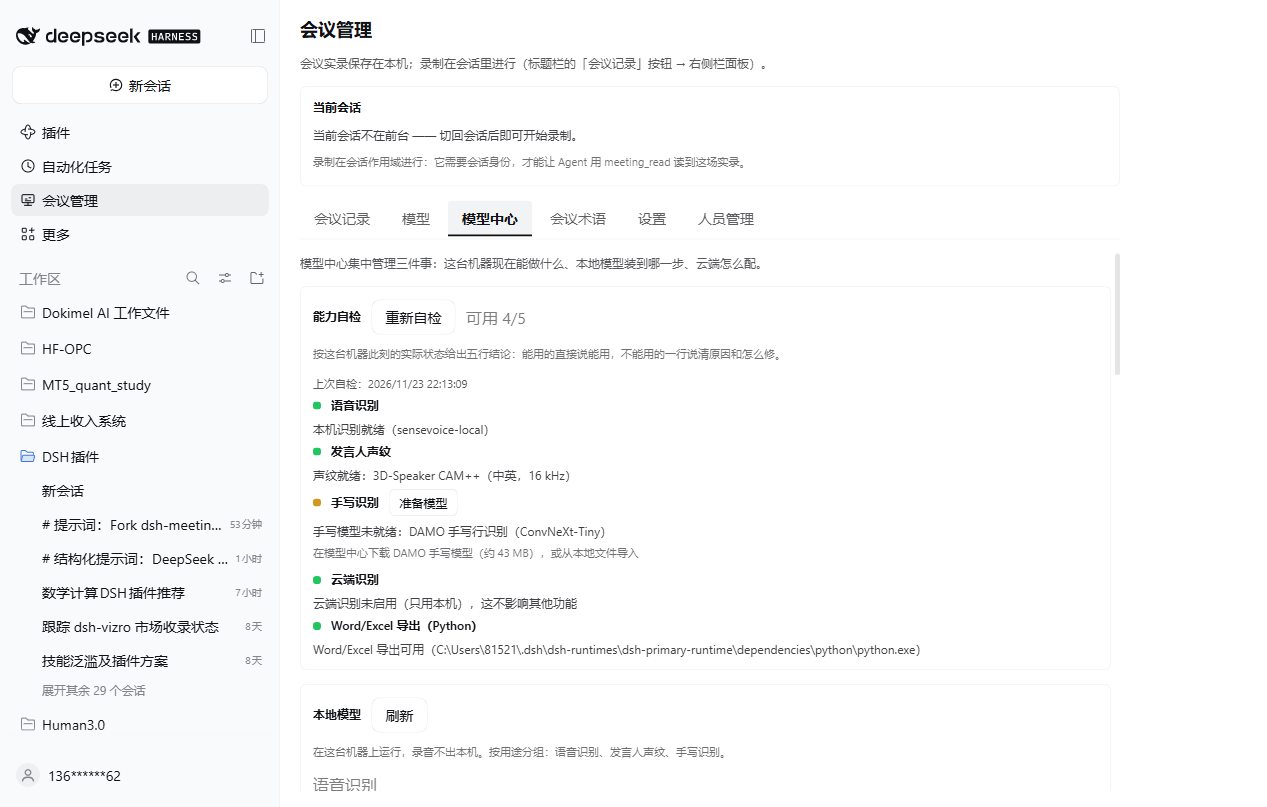 deepseek HARNESS
新会话
插件
自动化任务
会议管理
更多
工作区
Dokimel AI 工作文件
HF-OPC
MT5_quant_study
线上收入系统
DSH插件
新会话
# 提示词：Fork dsh-meetin... 53分钟
# 结构化提示词：DeepSeek ... 1小时
数学计算DSH插件推荐 7小时
跟踪 dsh-vizro 市场收录状态 8天
技能泛滥及插件方案 8天
展开其余 29 个会话
Human3.0
136******62
会议管理
会议实录保存在本机；录制在会话里进行（标题栏的「会议记录」按钮 → 右侧栏面板）。
当前会话
当前会话不在前台 —— 切回会话后即可开始录制。
录制在会话作用域进行：它需要会话身份，才能让 Agent 用 meeting_read 读到这场实录。
会议记录 模型 模型中心 会议术语 设置 人员管理
模型中心集中管理三件事：这台机器现在能做什么、本地模型装到哪一步、云端怎么配。
能力自检 重新自检 可用 4/5
按这台机器此刻的实际状态给出五行结论：能用的直接说能用，不能用的一行说清原因和怎么修。
上次自检：2026/11/23 22:13:09
语音识别
本机识别就绪（sensevoice-local）
发言人声纹
声纹就绪：3D-Speaker CAM++（中英，16 kHz）
手写识别 准备模型
手写模型未就绪：DAMO 手写行识别（ConvNeXt-Tiny）
在模型中心下载 DAMO 手写模型（约 43 MB），或从本地文件导入
云端识别
云端识别未启用（只用本机），这不影响其他功能
Word/Excel 导出（Python）
Word/Excel 导出可用（C:\Users\81521\.dsh\dsh-runtimes\dsh-primary-runtime\dependencies\python\python.exe）
本地模型 刷新
在这台机器上运行，录音不出本机。按用途分组：语音识别、发言人声纹、手写识别。
语音识别